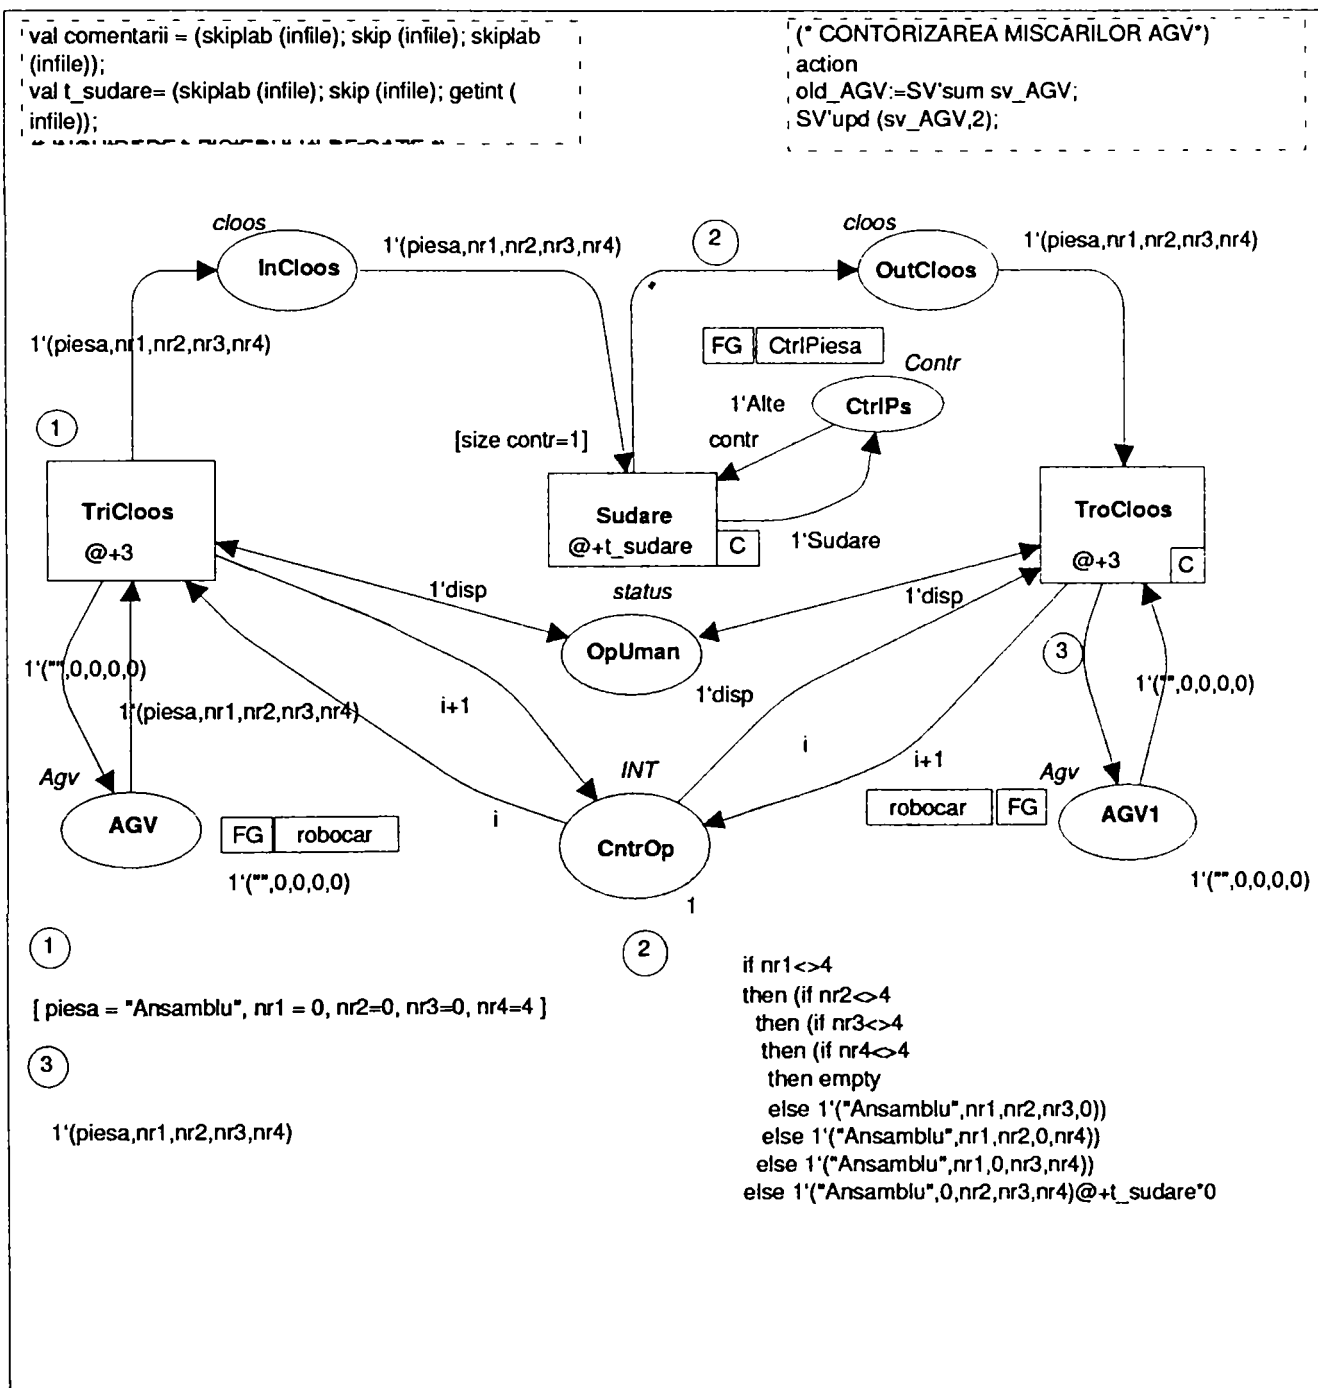 val comentarii = (skiplab (infile); skip (infile); skiplab
(infile));
val t_sudare= (skiplab (infile); skip (infile); getint (
infile));
(* CONTORIZAREA MISCARILOR AGV*)
action
old_AGV:=SV'sum sv_AGV;
SV'upd (sv_AGV,2);
cloos
InCloos
1'(piesa,nr1,nr2,nr3,nr4)
2
cloos
OutCloos
1'(piesa,nr1,nr2,nr3,nr4)
1'(piesa,nr1,nr2,nr3,nr4)
FG CtrlPiesa
Contr
CtrlPs
1'Alte
contr
1
[size contr=1]
TriCloos
@+3
Sudare
@+t_sudare
C
1'Sudare
TroCloos
@+3
C
1'disp
status
OpUman
1'disp
1'disp
3
1'("",0,0,0,0)
1'(piesa,nr1,nr2,nr3,nr4)
i+1
1'("",0,0,0,0)
i
i+1
Agv
AGV
FG robocar
1'("",0,0,0,0)
i
INT
CntrOp
1
robocar FG
Agv
AGV1
1'("",0,0,0,0)
1
[ piesa = "Ansamblu", nr1 = 0, nr2=0, nr3=0, nr4=4 ]
3
1'(piesa,nr1,nr2,nr3,nr4)
2
if nr1<>4
then (if nr2<>4
then (if nr3<>4
then (if nr4<>4
then empty
else 1'("Ansamblu",nr1,nr2,nr3,0))
else 1'("Ansamblu",nr1,nr2,0,nr4))
else 1'("Ansamblu",nr1,0,nr3,nr4))
else 1'("Ansamblu",0,nr2,nr3,nr4)@+t_sudare*0